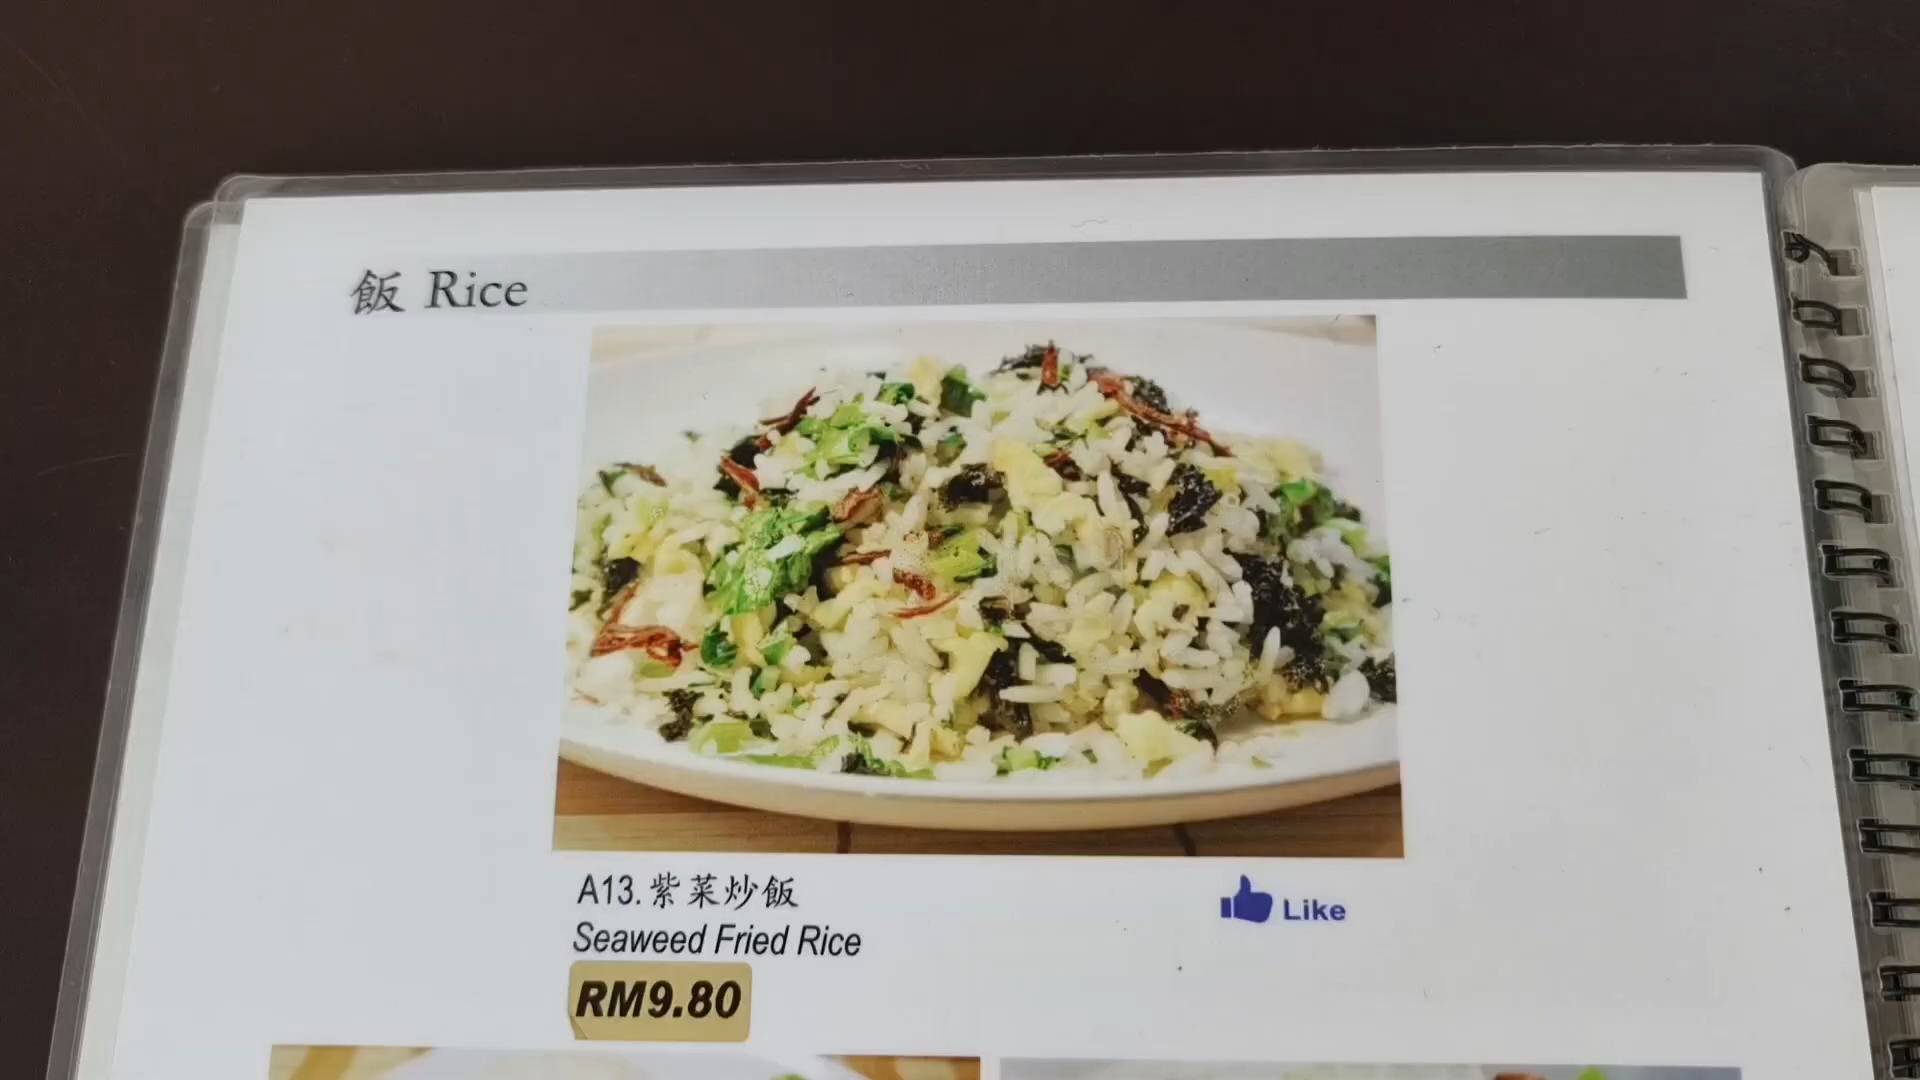 飯 Rice
A13.紫菜炒飯
Seaweed Fried Rice
Like
RM9.80